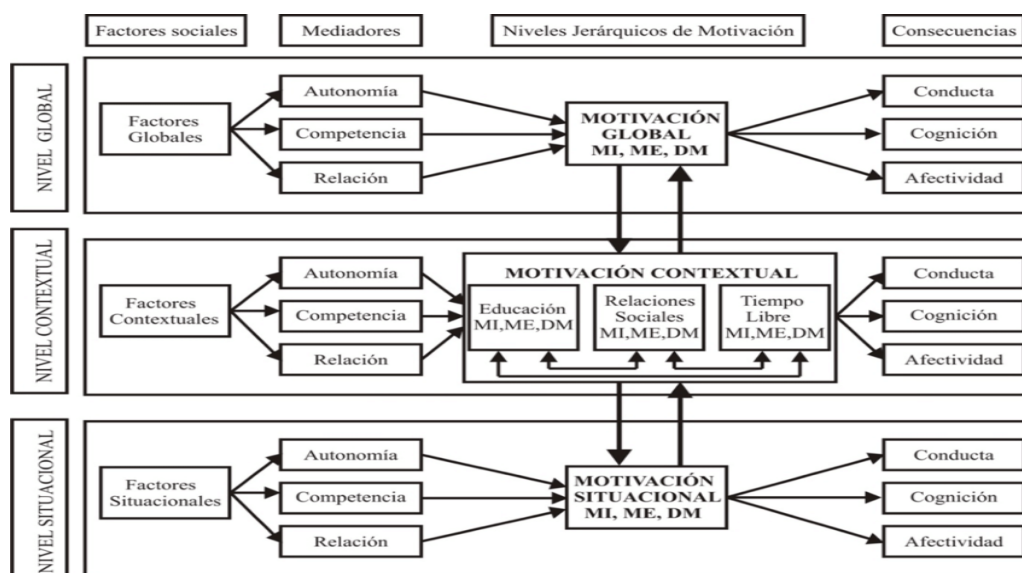 Factores sociales
Mediadores
Niveles Jerárquicos de Motivación
Consecuencias
NIVEL GLOBAL
Factores
Globales
Autonomía
Competencia
Relación
MOTIVACIÓN
GLOBAL
MI, ME, DM
Conducta
Cognición
Afectividad
NIVEL CONTEXTUAL
Factores
Contextuales
Autonomía
Competencia
Relación
MOTIVACIÓN CONTEXTUAL
Educación
MI,ME,DM
Relaciones
Sociales
MI,ME,DM
Tiempo
Libre
MI,ME,DM
Conducta
Cognición
Afectividad
NIVEL SITUACIONAL
Factores
Situacionales
Autonomía
Competencia
Relación
MOTIVACIÓN
SITUACIONAL
MI, ME, DM
Conducta
Cognición
Afectividad